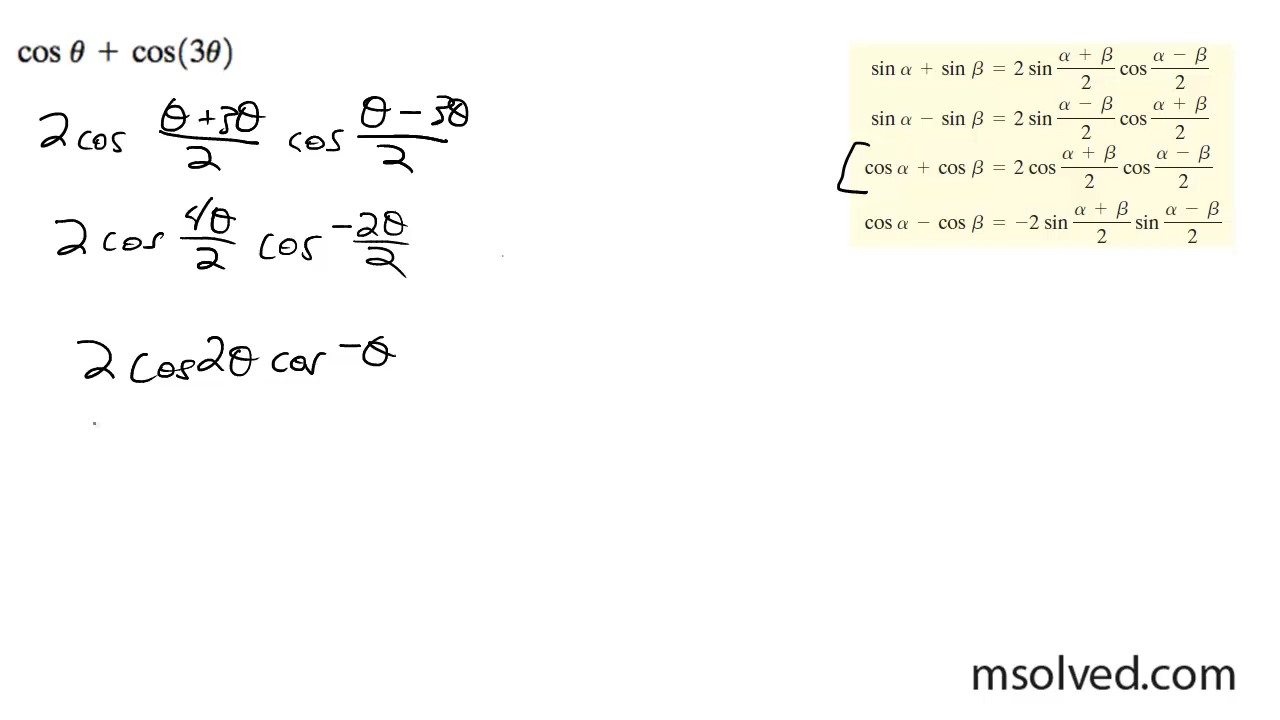 cos θ + cos(3θ)
2 cos (θ + 3θ)/2 cos (θ − 3θ)/2
2 cos 4θ/2 cos −2θ/2
2 cos 2θ cos −θ
sin α + sin β = 2 sin (α + β)/2 cos (α − β)/2
sin α − sin β = 2 sin (α − β)/2 cos (α + β)/2
cos α + cos β = 2 cos (α + β)/2 cos (α − β)/2
cos α − cos β = −2 sin (α + β)/2 sin (α − β)/2
msolved.com